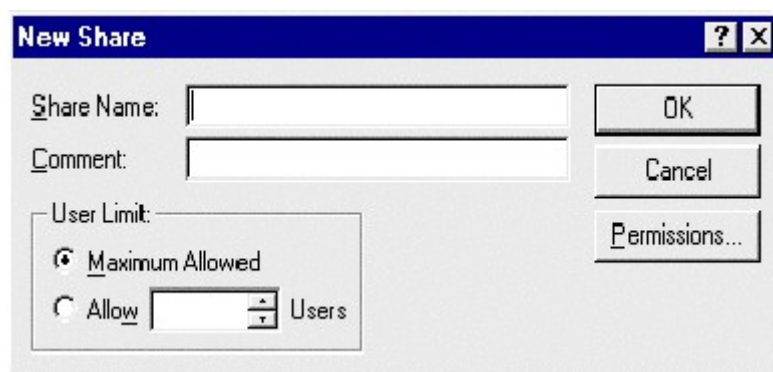 New Share
Share Name:
OK
Comment:
Cancel
User Limit:
Permissions...
Maximum Allowed
Allow Users